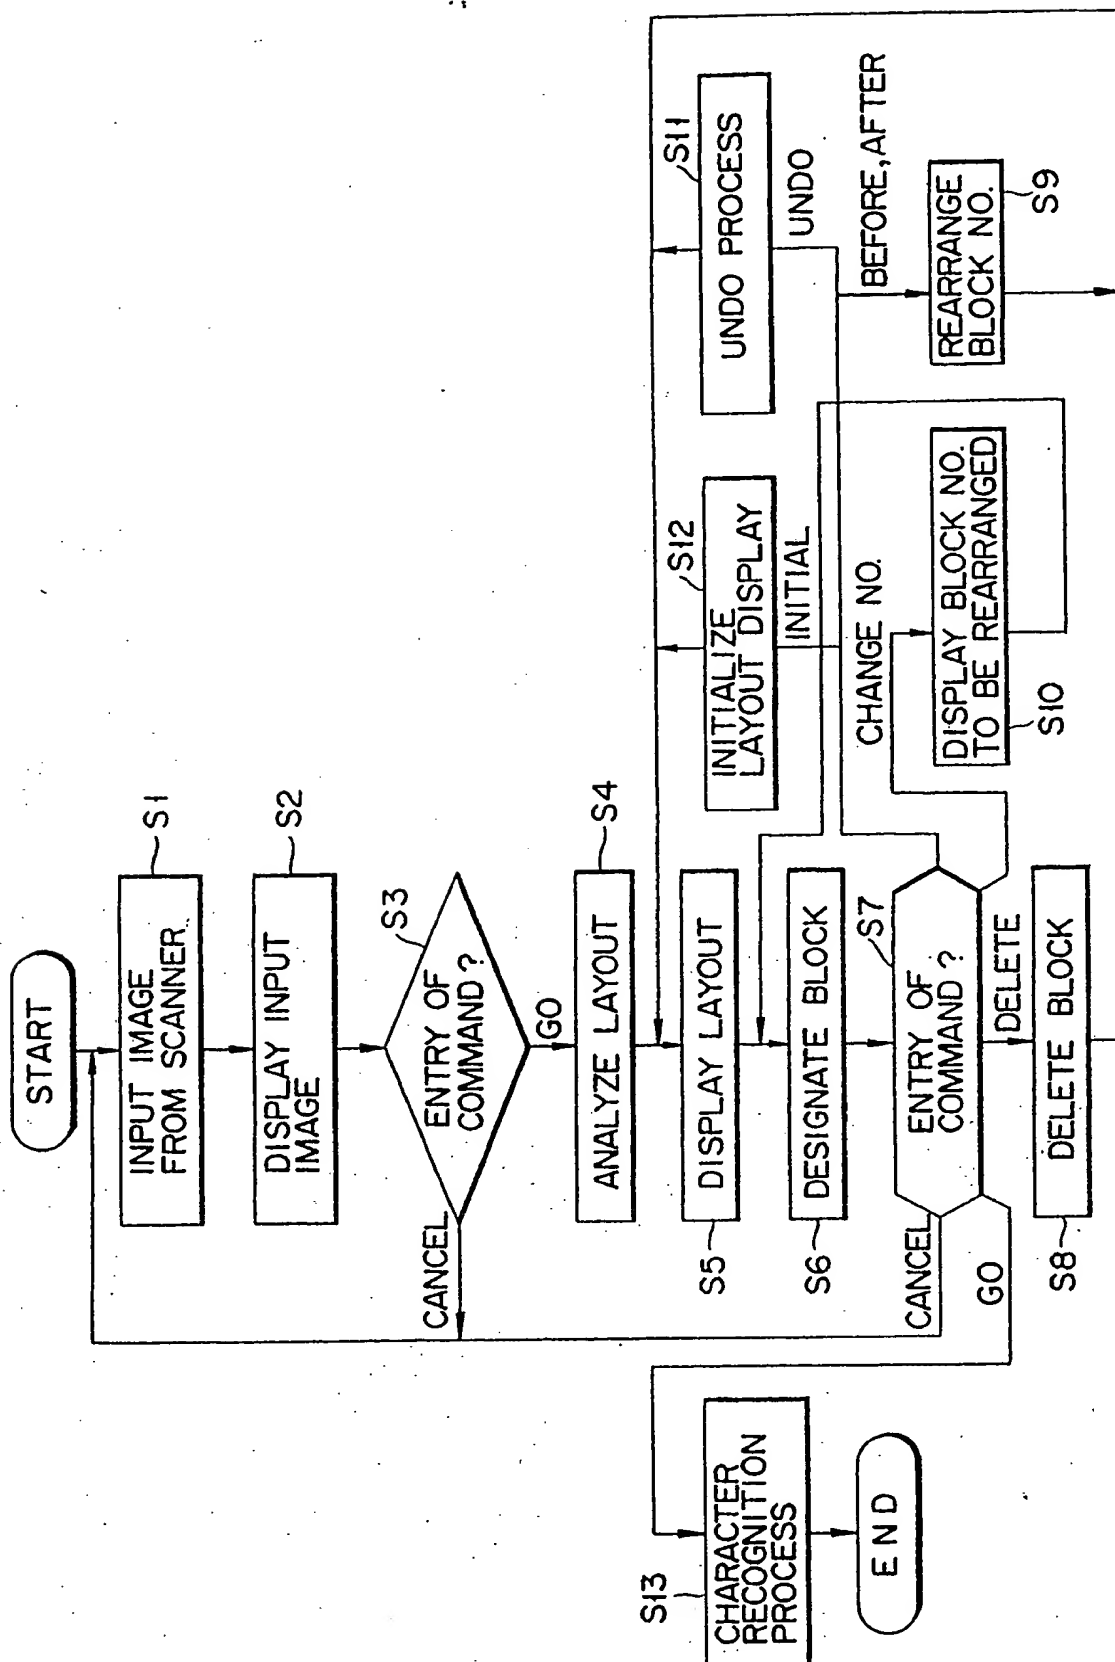 START
S1
INPUT IMAGE
FROM SCANNER
S2
DISPLAY INPUT
IMAGE
S3
ENTRY OF
COMMAND ?
CANCEL
GO
S4
ANALYZE LAYOUT
S5
DISPLAY LAYOUT
S6
DESIGNATE BLOCK
S7
ENTRY OF
COMMAND ?
CANCEL
GO
DELETE
S8
DELETE BLOCK
CHANGE NO.
S10
DISPLAY BLOCK NO.
TO BE REARRANGED
BEFORE, AFTER
S9
REARRANGE
BLOCK NO.
UNDO
S11
UNDO PROCESS
INITIAL
S12
INITIALIZE
LAYOUT DISPLAY
S13
CHARACTER
RECOGNITION
PROCESS
END